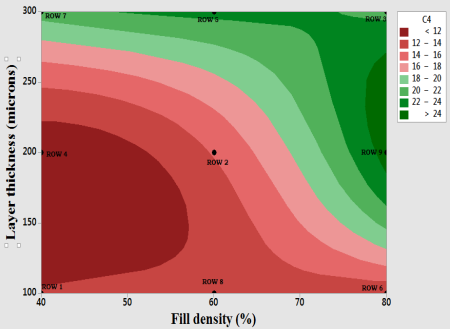 300
ROW 7
250
200
150
100
Layer thickness (microns)
ROW 4
ROW 2
ROW 1
ROW 8
ROW 6
40
50
60
70
80
Fill density (%)
C4
< 12
12 – 14
14 – 16
16 – 18
18 – 20
20 – 22
22 – 24
> 24